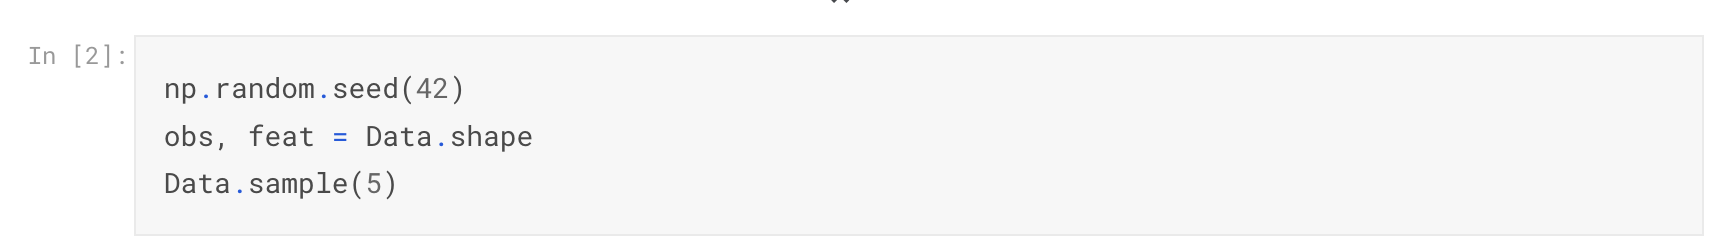 In [2]:
np.random.seed(42)
obs, feat = Data.shape
Data.sample(5)